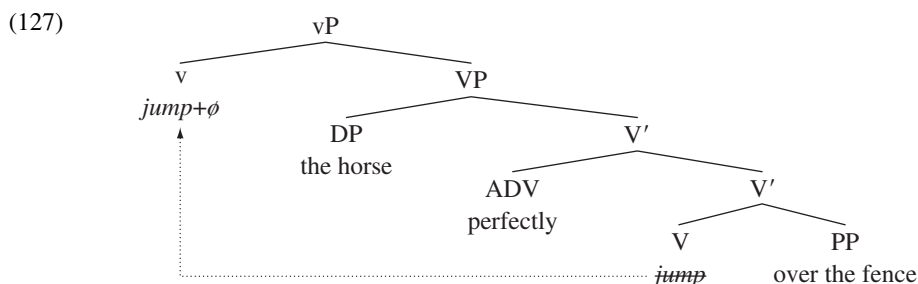 (127)
vP
v VP
jump+ø
DP V′
the horse
ADV V′
perfectly
V PP
jump over the fence